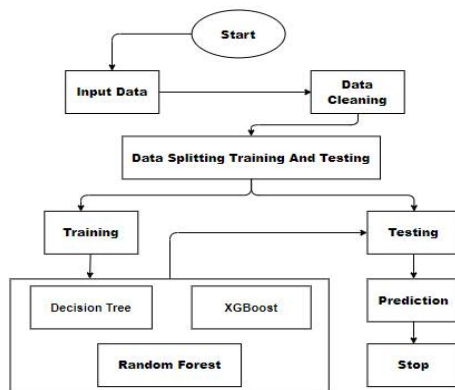 Start
Input Data
Data
Cleaning
Data Splitting Training And Testing
Training
Testing
Decision Tree
XGBoost
Random Forest
Prediction
Stop